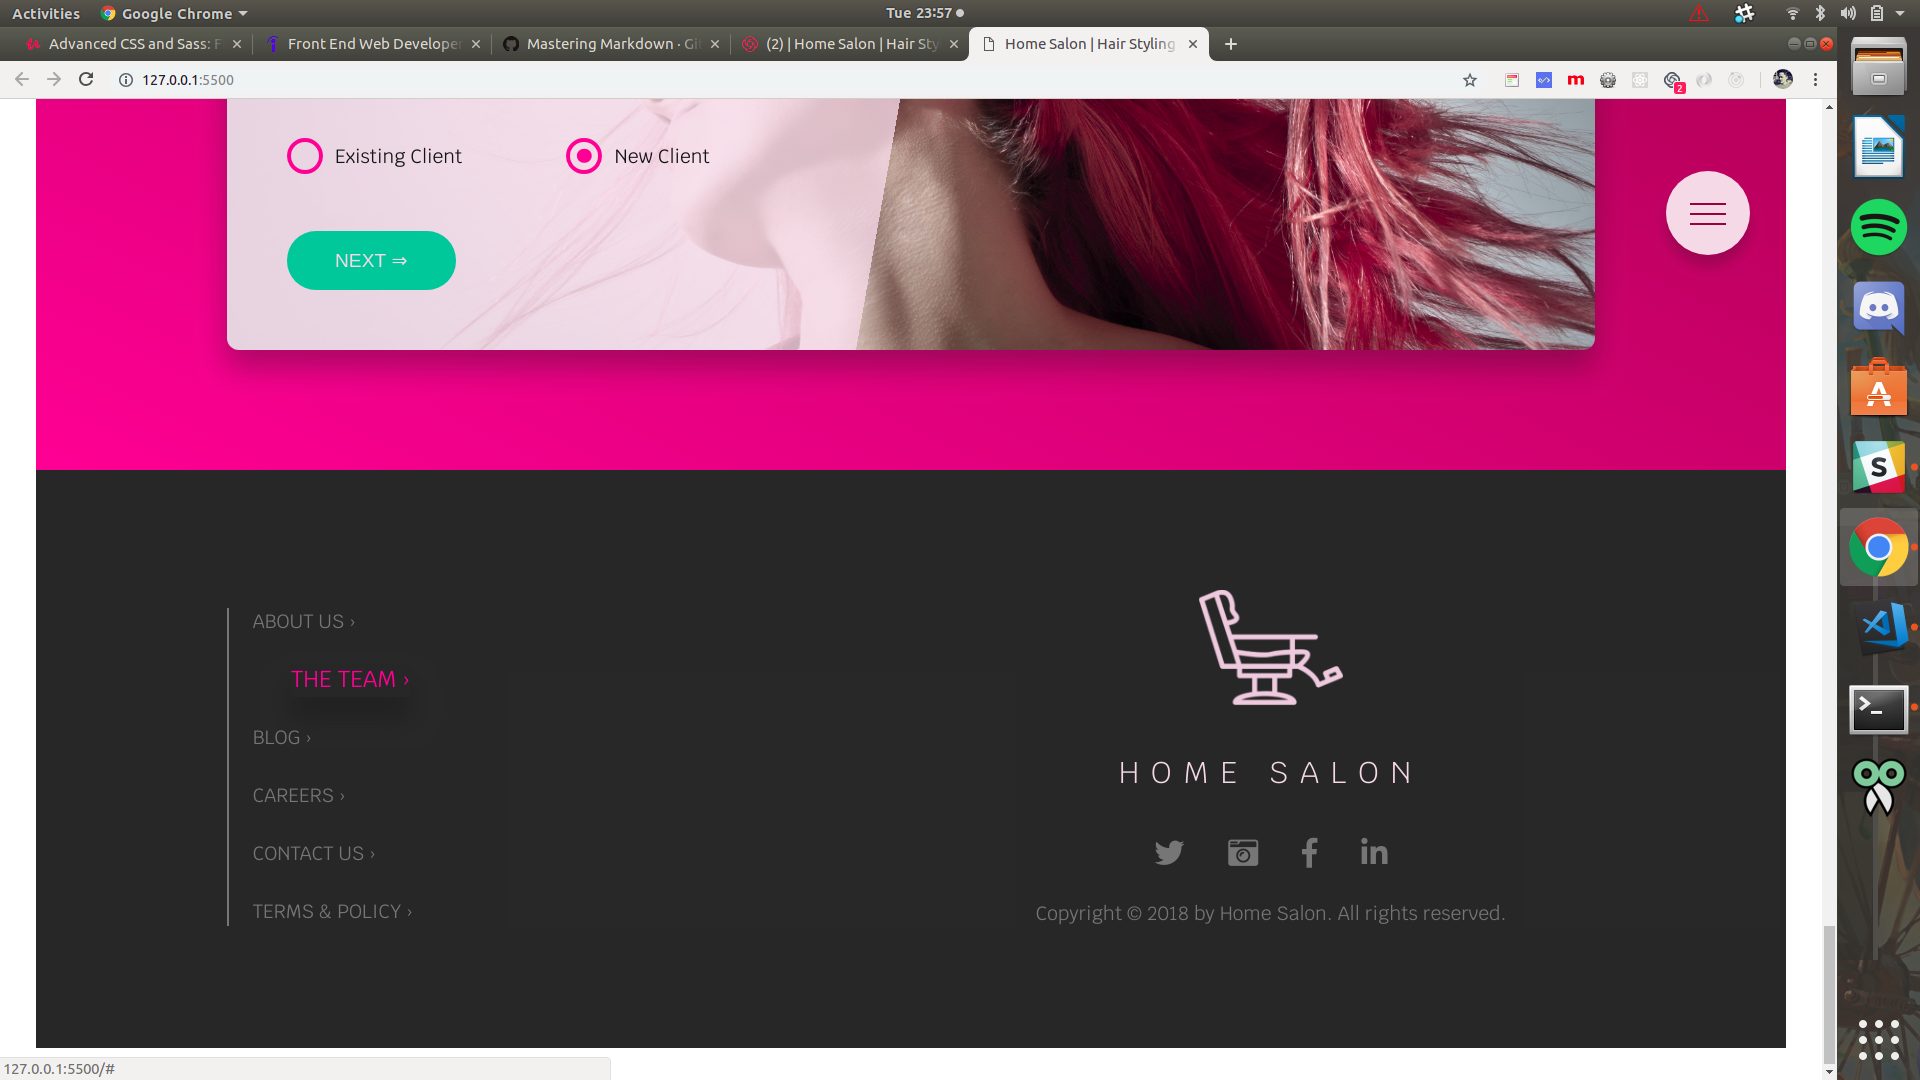 Activities
Google Chrome
Tue 23:57
Advanced CSS and Sass: F
Front End Web Develope
Mastering Markdown · Gi
(2) | Home Salon | Hair Sty
Home Salon | Hair Styling
127.0.0.1:5500
2
Existing Client
New Client
NEXT ⇒
ABOUT US ›
THE TEAM ›
BLOG ›
CAREERS ›
CONTACT US ›
TERMS & POLICY ›
HOME SALON
Copyright © 2018 by Home Salon. All rights reserved.
127.0.0.1:5500/#